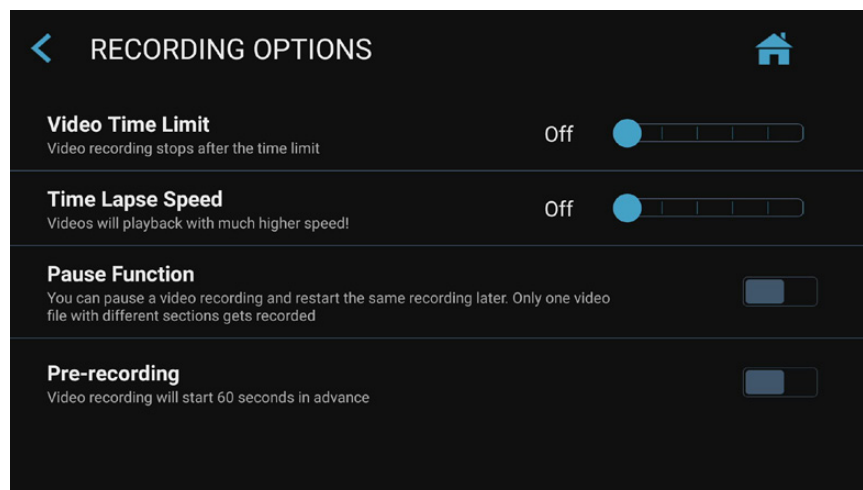 RECORDING OPTIONS
Video Time Limit
Video recording stops after the time limit
Off
Time Lapse Speed
Videos will playback with much higher speed!
Off
Pause Function
You can pause a video recording and restart the same recording later. Only one video
file with different sections gets recorded
Pre-recording
Video recording will start 60 seconds in advance